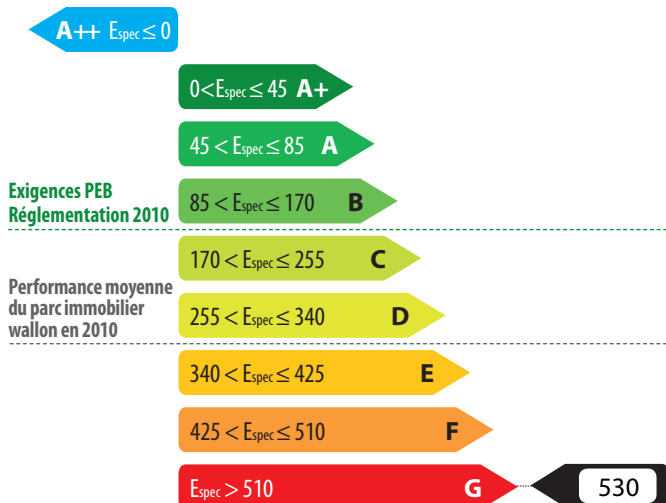 A++ Espec ≤ 0
0<Espec ≤ 45 A+
45 < Espec ≤ 85 A
Exigences PEB
Réglementation 2010
85 < Espec ≤ 170 B
170 < Espec ≤ 255 C
Performance moyenne
du parc immobilier
wallon en 2010
255 < Espec ≤ 340 D
340 < Espec ≤ 425 E
425 < Espec ≤ 510 F
Espec > 510 G
530